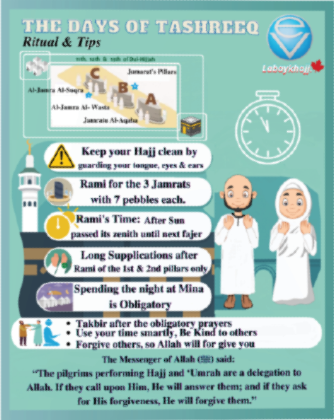 THE DAYS OF TASHREEQ
Ritual & Tips
Labaykhajj
11th, 12th & 13th of Dul-Hijjah
Jamarat's Pillars
C
B
A
Al-Jamra Al-Suqra
Al-Jamra Al- Wasta
Jamratu Al-Aqaba
Keep your Hajj clean by
guarding your tongue, eyes & ears
Rami for the 3 Jamrats
with 7 pebbles each.
Rami's Time: After Sun
passed its zenith until next fajer
Long Supplications after
Rami of the 1st & 2nd pillars only
Spending the night at Mina
is Obligatory
• Takbir after the obligatory prayers
• Use your time smartly, Be Kind to others
• Forgive others, so Allah will for give you
The Messenger of Allah (ﷺ) said:
"The pilgrims performing Hajj and 'Umrah are a delegation to
Allah. If they call upon Him, He will answer them; and if they ask
for His forgiveness, He will forgive them."